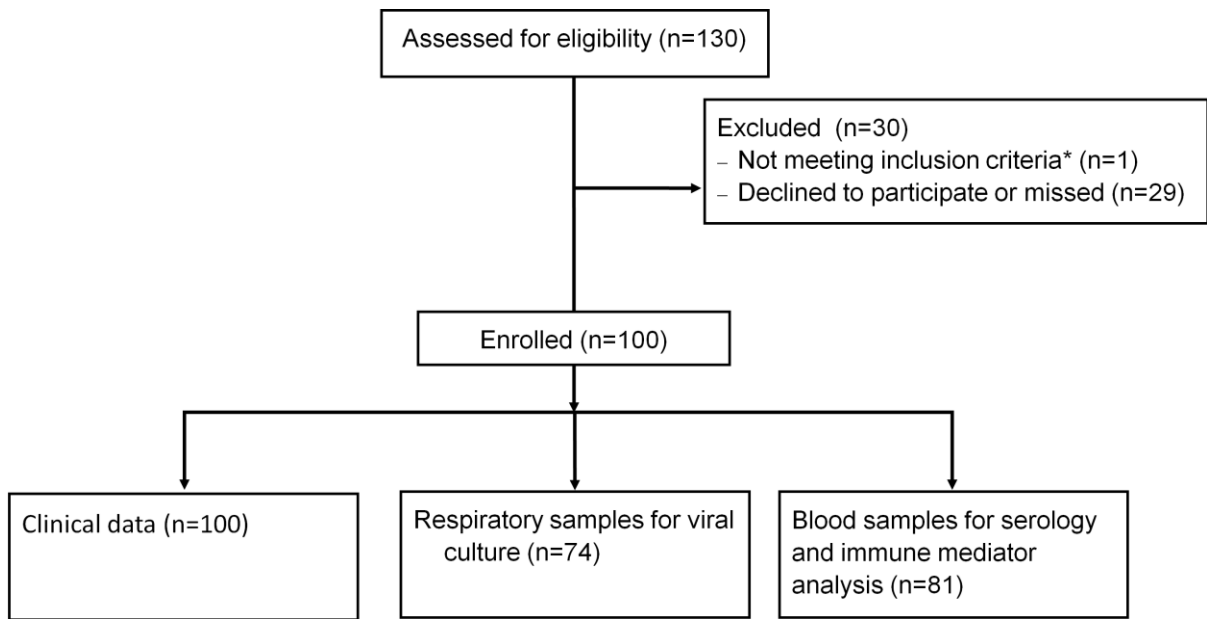 Assessed for eligibility (n=130)
Excluded  (n=30)
– Not meeting inclusion criteria* (n=1)
– Declined to participate or missed (n=29)
Enrolled (n=100)
Clinical data (n=100)
Respiratory samples for viral
culture (n=74)
Blood samples for serology
and immune mediator
analysis (n=81)